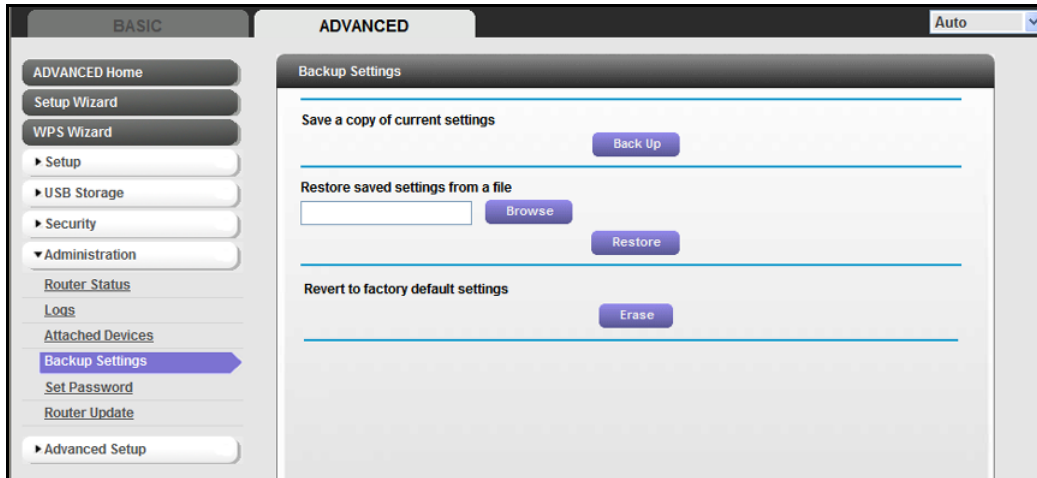 BASIC
ADVANCED
Auto
ADVANCED Home
Setup Wizard
WPS Wizard
Setup
USB Storage
Security
Administration
Router Status
Logs
Attached Devices
Backup Settings
Set Password
Router Update
Advanced Setup
Backup Settings
Save a copy of current settings
Back Up
Restore saved settings from a file
Browse
Restore
Revert to factory default settings
Erase